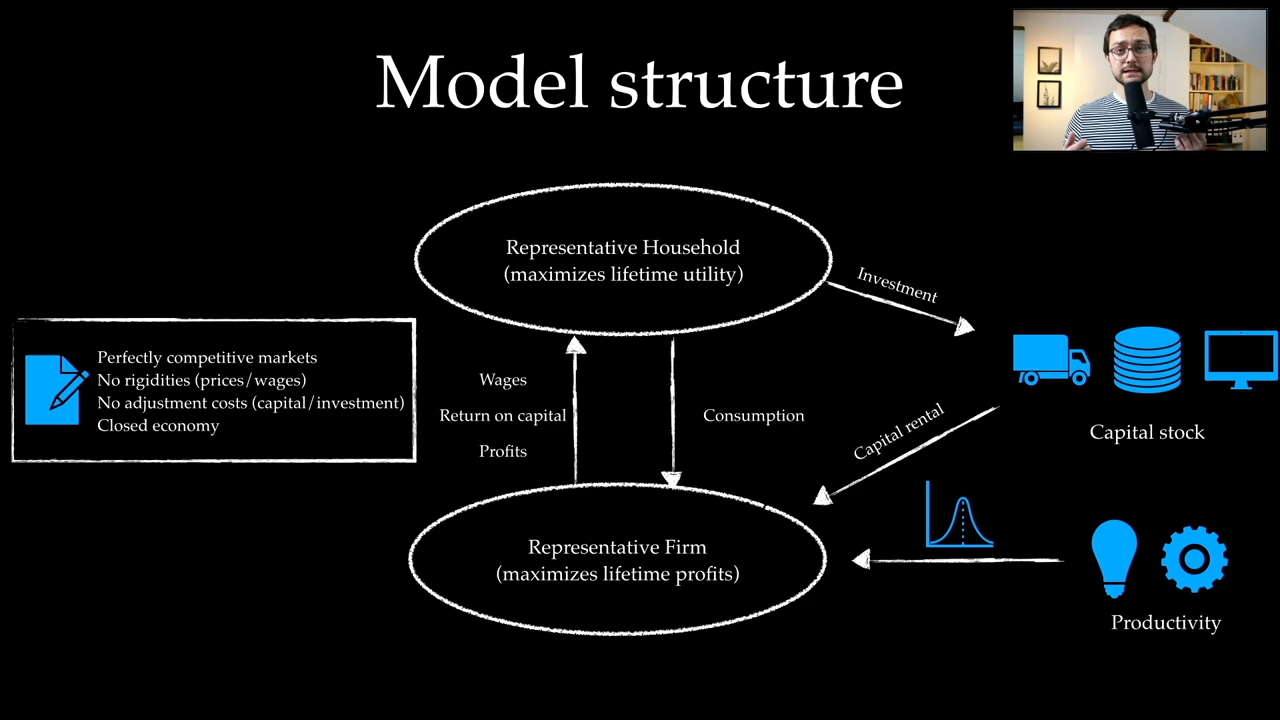 Model structure
Representative Household
(maximizes lifetime utility)
Investment
Perfectly competitive markets
No rigidities (prices/wages)
No adjustment costs (capital/investment)
Closed economy
Wages
Return on capital
Profits
Consumption
Capital rental
Capital stock
Representative Firm
(maximizes lifetime profits)
Productivity